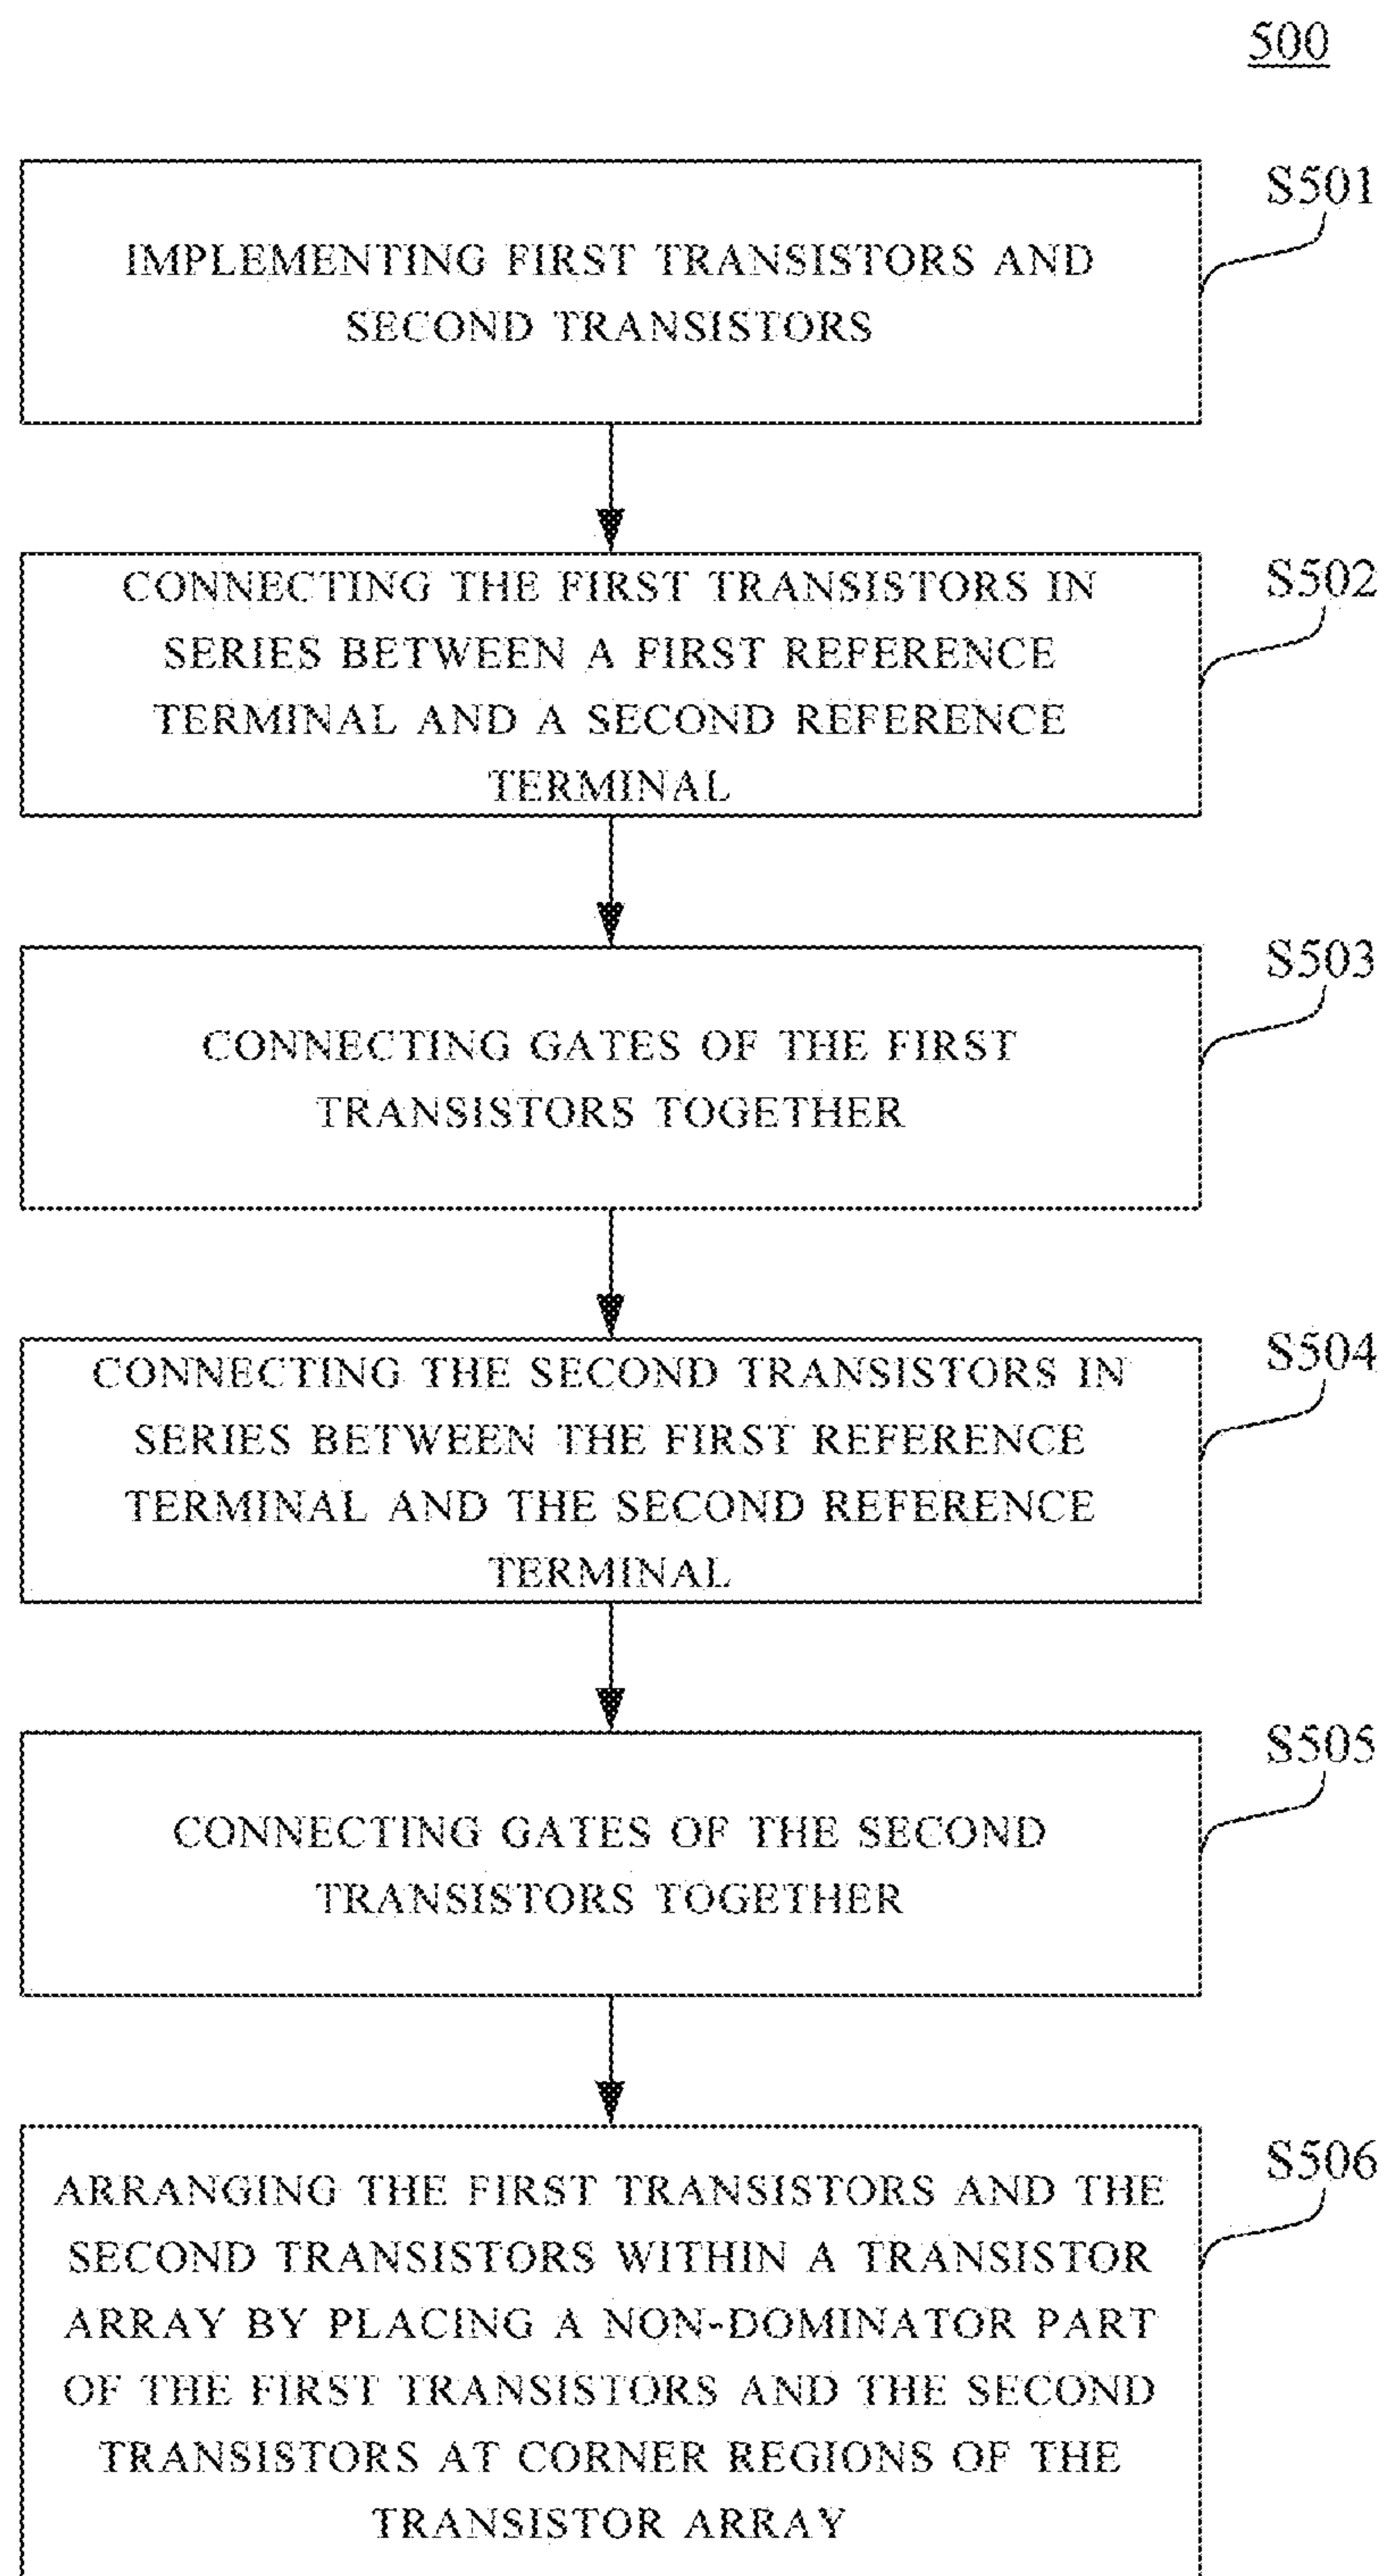 500
S501
IMPLEMENTING FIRST TRANSISTORS AND
SECOND TRANSISTORS
S502
CONNECTING THE FIRST TRANSISTORS IN
SERIES BETWEEN A FIRST REFERENCE
TERMINAL AND A SECOND REFERENCE
TERMINAL
S503
CONNECTING GATES OF THE FIRST
TRANSISTORS TOGETHER
S504
CONNECTING THE SECOND TRANSISTORS IN
SERIES BETWEEN THE FIRST REFERENCE
TERMINAL AND THE SECOND REFERENCE
TERMINAL
S505
CONNECTING GATES OF THE SECOND
TRANSISTORS TOGETHER
S506
ARRANGING THE FIRST TRANSISTORS AND THE
SECOND TRANSISTORS WITHIN A TRANSISTOR
ARRAY BY PLACING A NON-DOMINATOR PART
OF THE FIRST TRANSISTORS AND THE SECOND
TRANSISTORS AT CORNER REGIONS OF THE
TRANSISTOR ARRAY